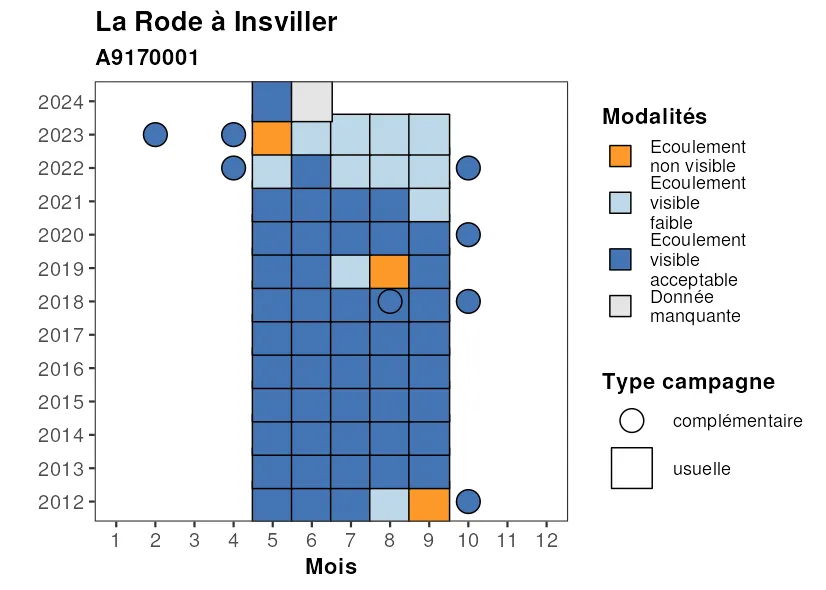 La Rode à Insviller
A9170001
2024
2023
2022
2021
2020
2019
2018
2017
2016
2015
2014
2013
2012
1 2 3 4 5 6 7 8 9 10 11 12
Mois
Modalités
Ecoulement
non visible
Ecoulement
visible
faible
Ecoulement
visible
acceptable
Donnée
manquante
Type campagne
complémentaire
usuelle